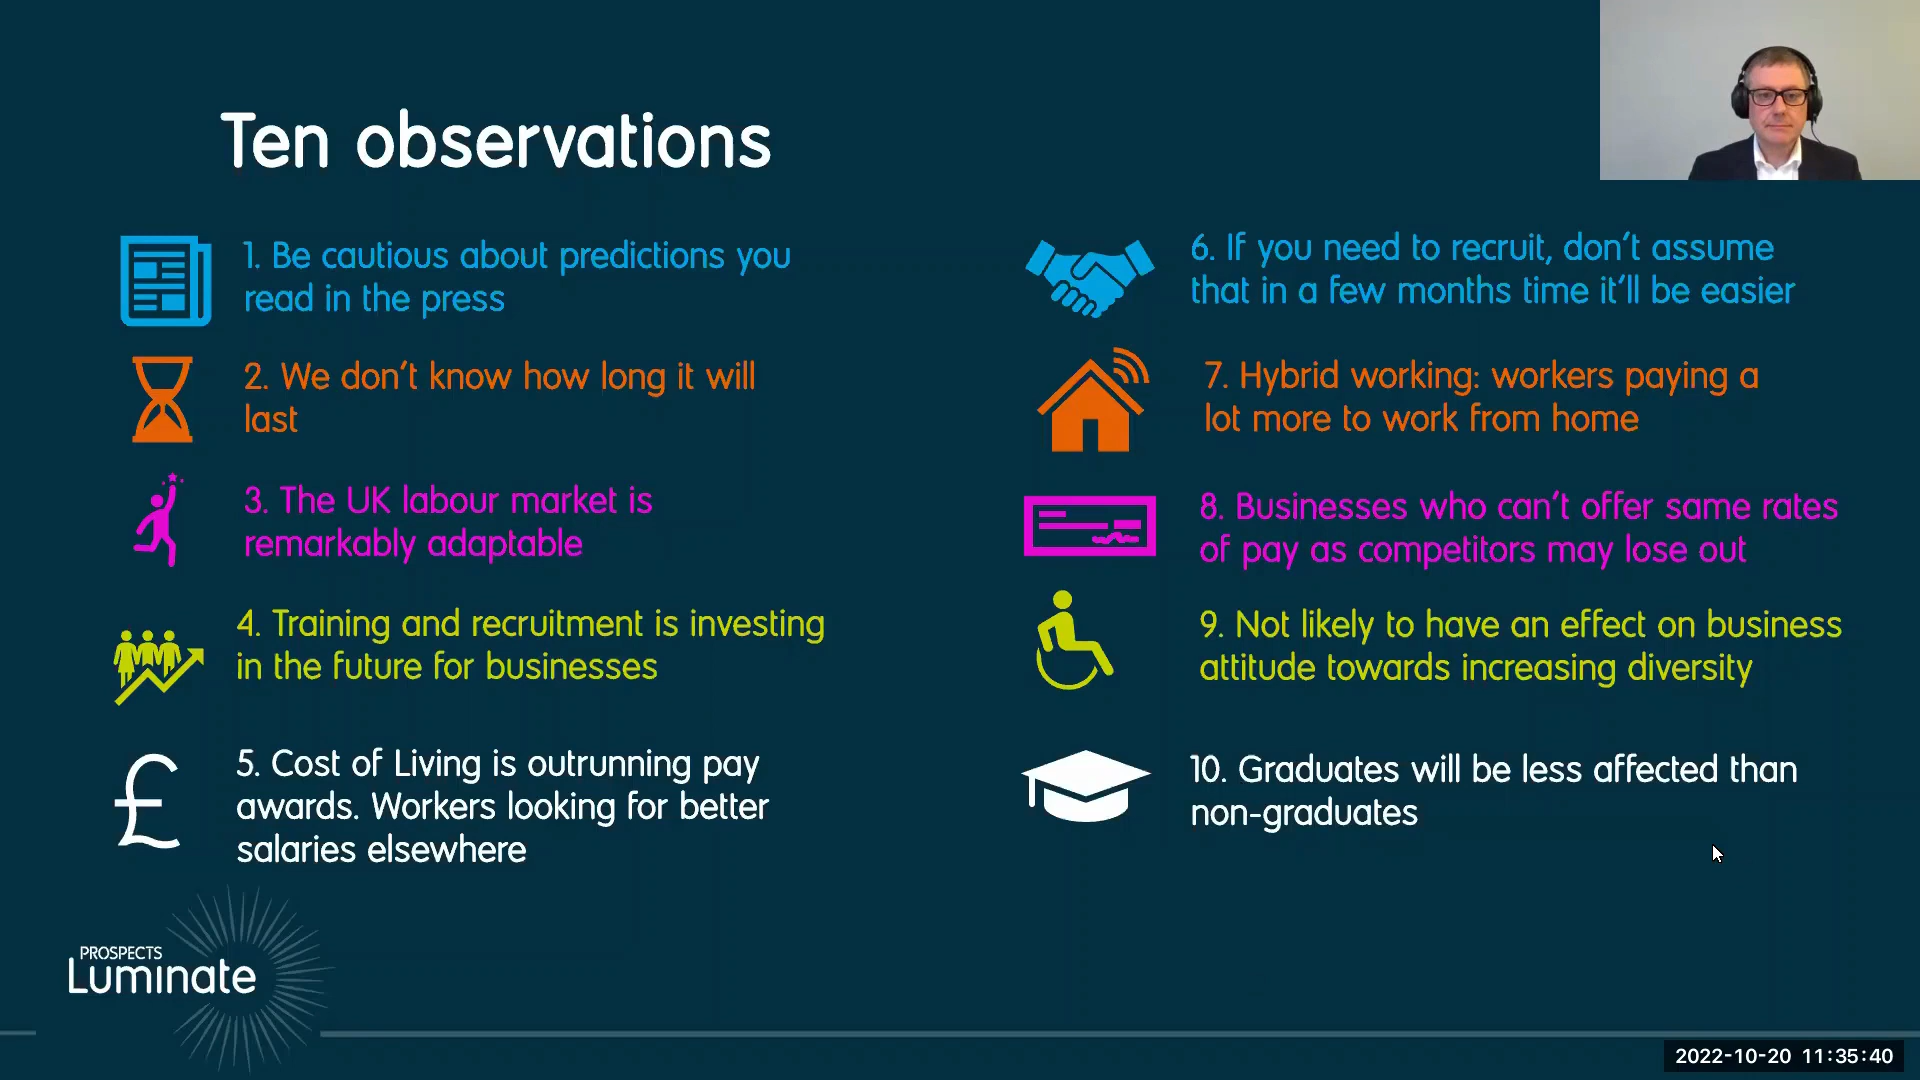 Ten observations
1. Be cautious about predictions you
read in the press
2. We don't know how long it will
last
3. The UK labour market is
remarkably adaptable
4. Training and recruitment is investing
in the future for businesses
5. Cost of Living is outrunning pay
awards. Workers looking for better
salaries elsewhere
6. If you need to recruit, don't assume
that in a few months time it'll be easier
7. Hybrid working: workers paying a
lot more to work from home
8. Businesses who can't offer same rates
of pay as competitors may lose out
9. Not likely to have an effect on business
attitude towards increasing diversity
10. Graduates will be less affected than
non-graduates
PROSPECTS
Luminate
2022-10-20 11:35:40